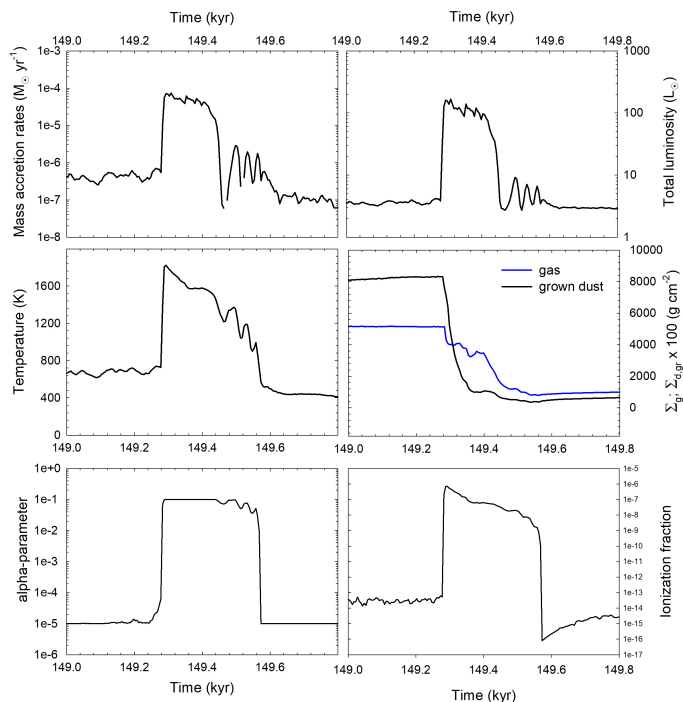 Time (kyr) Time (kyr)
149.0 149.2 149.4 149.6 149.8 149.0 149.2 149.4 149.6 149.8
Mass accretion rates (M☉ yr⁻¹)
1e-3
1e-4
1e-5
1e-6
1e-7
1e-8
1000
100
10
1
Total luminosity (L☉)
Temperature (K)
1600
1200
800
400
0
gas
grown dust
10000
8000
6000
4000
2000
0
Σg; Σd,gr x 100 (g cm⁻²)
149.0 149.2 149.4 149.6 149.8 149.0 149.2 149.4 149.6 149.8
alpha-parameter
1e+0
1e-1
1e-2
1e-3
1e-4
1e-5
1e-6
1e-5
1e-6
1e-7
1e-8
1e-9
1e-10
1e-11
1e-12
1e-13
1e-14
1e-15
1e-16
1e-17
Ionization fraction
149.0 149.2 149.4 149.6 149.8 149.0 149.2 149.4 149.6 149.8
Time (kyr) Time (kyr)